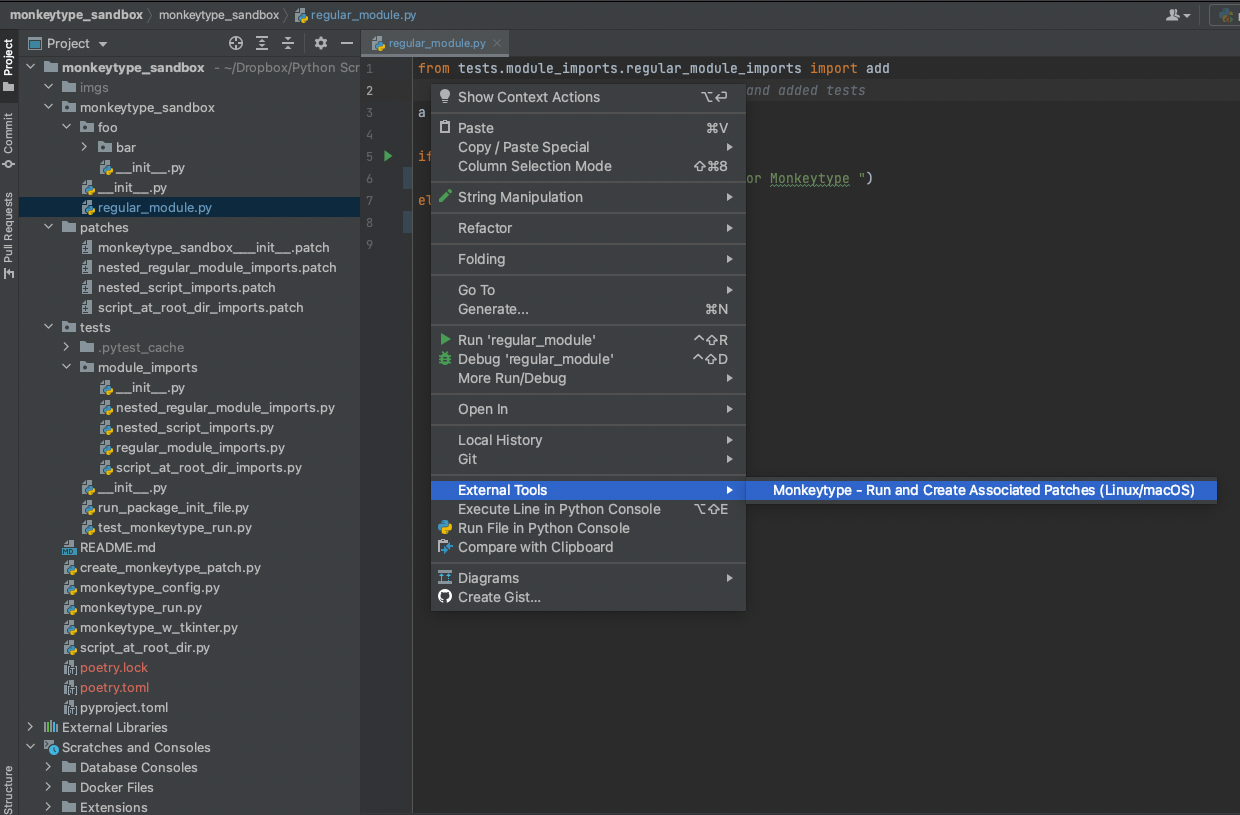 monkeytype_sandbox monkeytype_sandbox regular_module.py
Project
regular_module.py
Project
Commit
Pull Requests
Structure
monkeytype_sandbox - ~/Dropbox/Python Scr
imgs
monkeytype_sandbox
foo
bar
__init__.py
__init__.py
regular_module.py
patches
monkeytype_sandbox____init__.patch
nested_regular_module_imports.patch
nested_script_imports.patch
script_at_root_dir_imports.patch
tests
.pytest_cache
module_imports
__init__.py
nested_regular_module_imports.py
nested_script_imports.py
regular_module_imports.py
script_at_root_dir_imports.py
__init__.py
run_package_init_file.py
test_monkeytype_run.py
README.md
create_monkeytype_patch.py
monkeytype_config.py
monkeytype_run.py
monkeytype_w_tkinter.py
script_at_root_dir.py
poetry.lock
poetry.toml
pyproject.toml
External Libraries
Scratches and Consoles
Database Consoles
Docker Files
Extensions
1 from tests.module_imports.regular_module_imports import add
2 and added tests
3 a
4
5 if
6 or Monkeytype ")
7 el
8
9
Show Context Actions ⌥↩
Paste ⌘V
Copy / Paste Special
Column Selection Mode ⇧⌘8
String Manipulation
Refactor
Folding
Go To
Generate... ⌘N
Run 'regular_module' ^⇧R
Debug 'regular_module' ^⇧D
More Run/Debug
Open In
Local History
Git
External Tools
Monkeytype - Run and Create Associated Patches (Linux/macOS)
Execute Line in Python Console ⌥⇧E
Run File in Python Console
Compare with Clipboard
Diagrams
Create Gist...